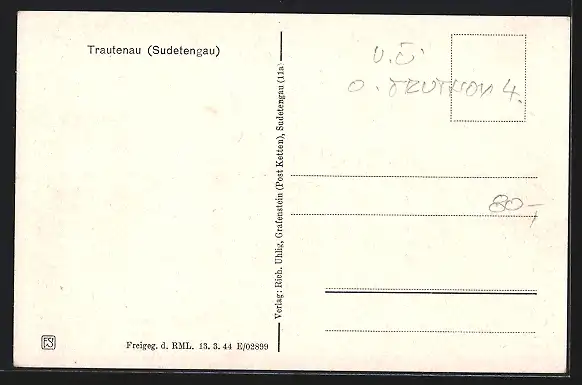 Trautenau (Sudetengau)
V.Ú.
O. TRUTNOV 4.
80,-
Verlag: Rich. Uhlig, Grafenstein (Post Ketten), Sudetengau (11a)
FS
Freigeg. d. RML. 13. 3. 44 E/02899